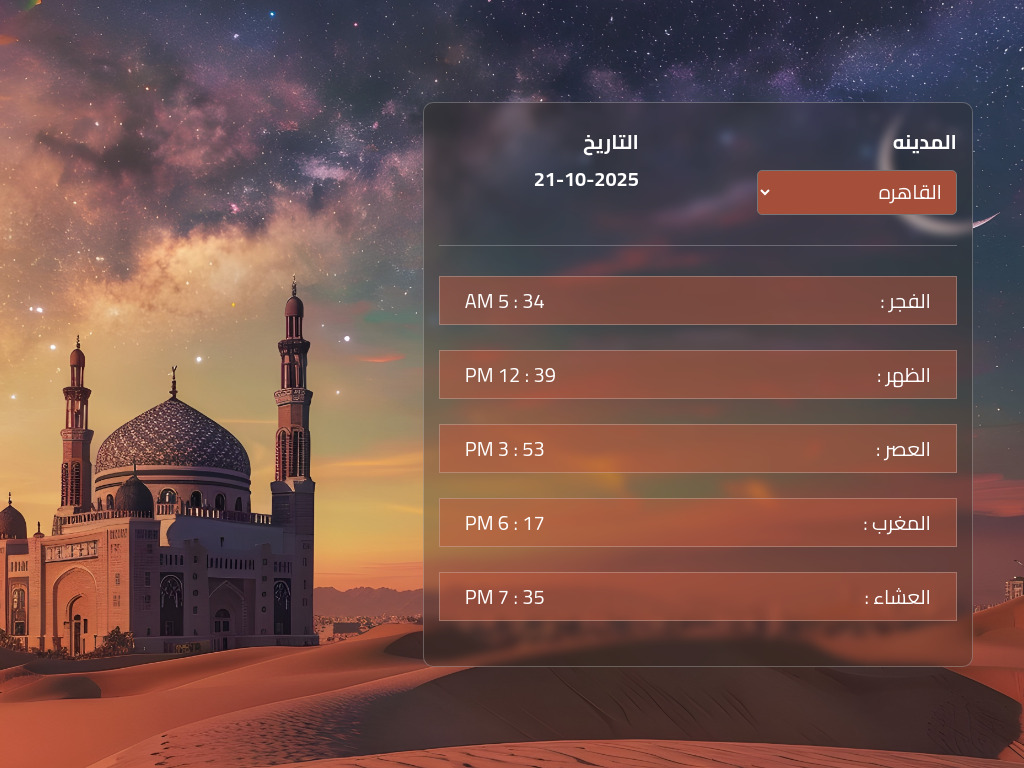 المدينه
القاهره
التاريخ
21-10-2025
الفجر :
5 : 34 AM
الظهر :
12 : 39 PM
العصر :
3 : 53 PM
المغرب :
6 : 17 PM
العشاء :
7 : 35 PM